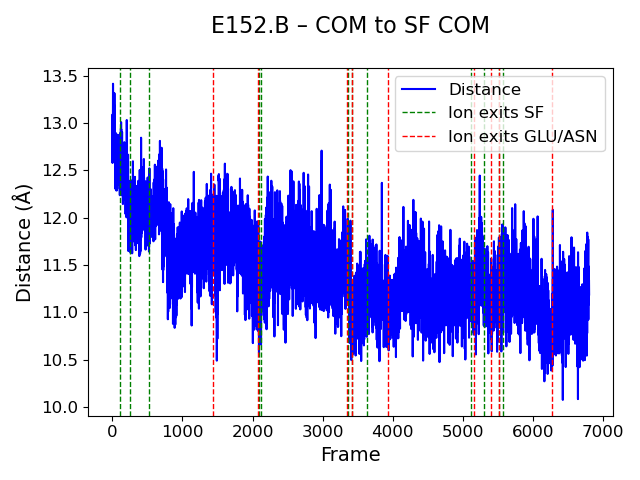 E152.B – COM to SF COM
13.5
13.0
12.5
12.0
11.5
11.0
10.5
10.0
Distance (Å)
Distance
Ion exits SF
Ion exits GLU/ASN
0 1000 2000 3000 4000 5000 6000 7000
Frame